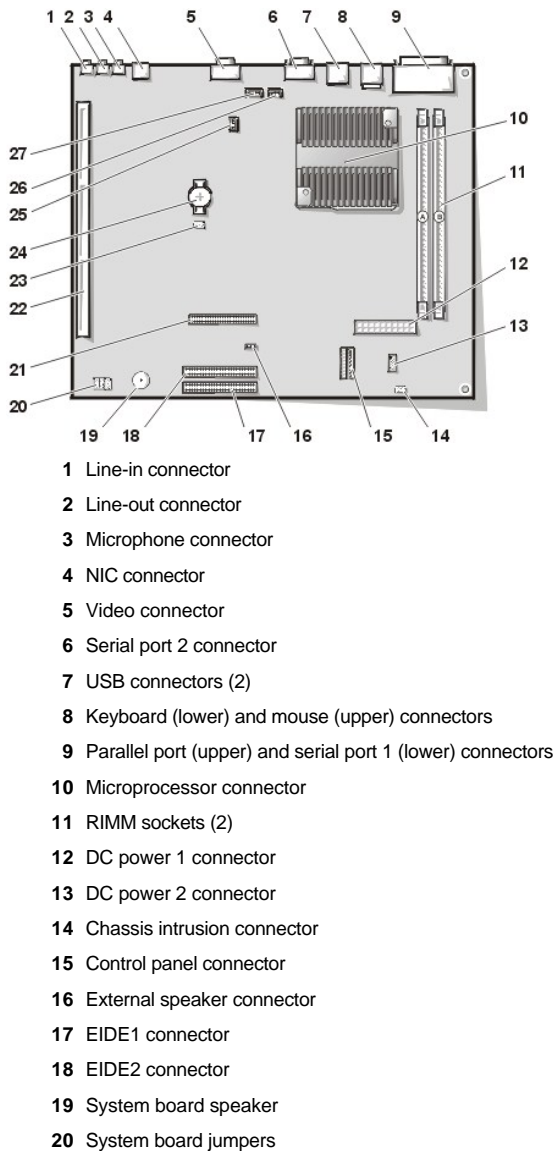 1 2 3 4 5 6 7 8 9
10
11
12
13
14
15
16
17
18
19
20
21
22
23
24
25
26
27
A B
1 Line-in connector
2 Line-out connector
3 Microphone connector
4 NIC connector
5 Video connector
6 Serial port 2 connector
7 USB connectors (2)
8 Keyboard (lower) and mouse (upper) connectors
9 Parallel port (upper) and serial port 1 (lower) connectors
10 Microprocessor connector
11 RIMM sockets (2)
12 DC power 1 connector
13 DC power 2 connector
14 Chassis intrusion connector
15 Control panel connector
16 External speaker connector
17 EIDE1 connector
18 EIDE2 connector
19 System board speaker
20 System board jumpers